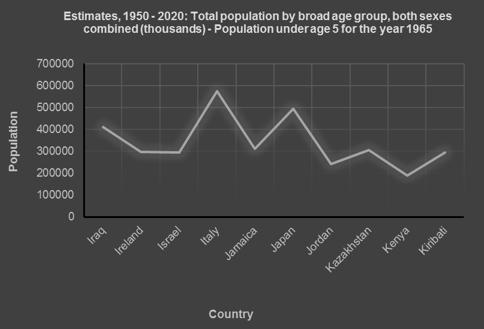 Estimates, 1950 - 2020: Total population by broad age group, both sexes
combined (thousands) - Population under age 5 for the year 1965
700000
600000
500000
400000
300000
200000
100000
0
Population
Iraq
Ireland
Israel
Italy
Jamaica
Japan
Jordan
Kazakhstan
Kenya
Kiribati
Country